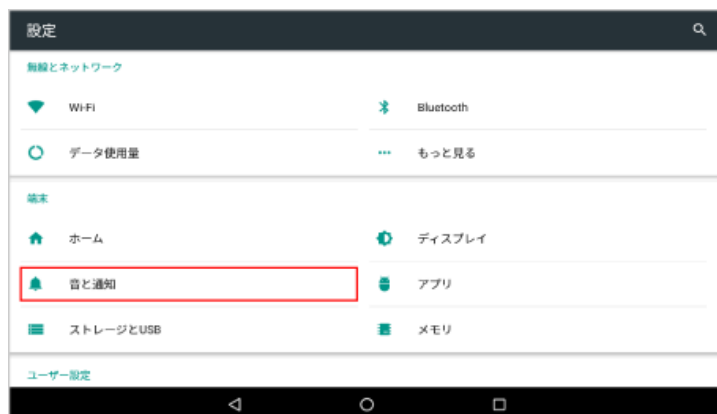 設定
無線とネットワーク
Wi-Fi
Bluetooth
データ使用量
もっと見る
端末
ホーム
ディスプレイ
音と通知
アプリ
ストレージとUSB
メモリ
ユーザー設定